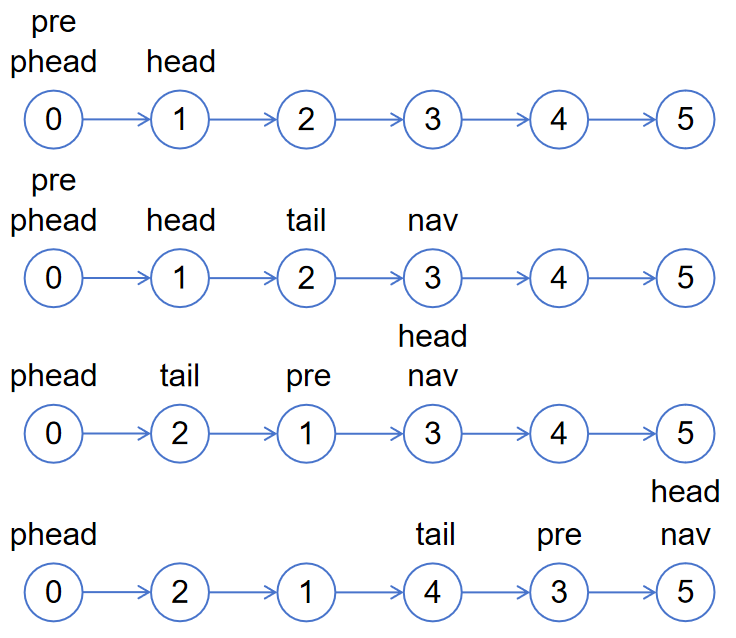 pre
phead head
0 1 2 3 4 5
pre
phead head tail nav
0 1 2 3 4 5
head
phead tail pre nav
0 2 1 3 4 5
head
phead tail pre nav
0 2 1 4 3 5